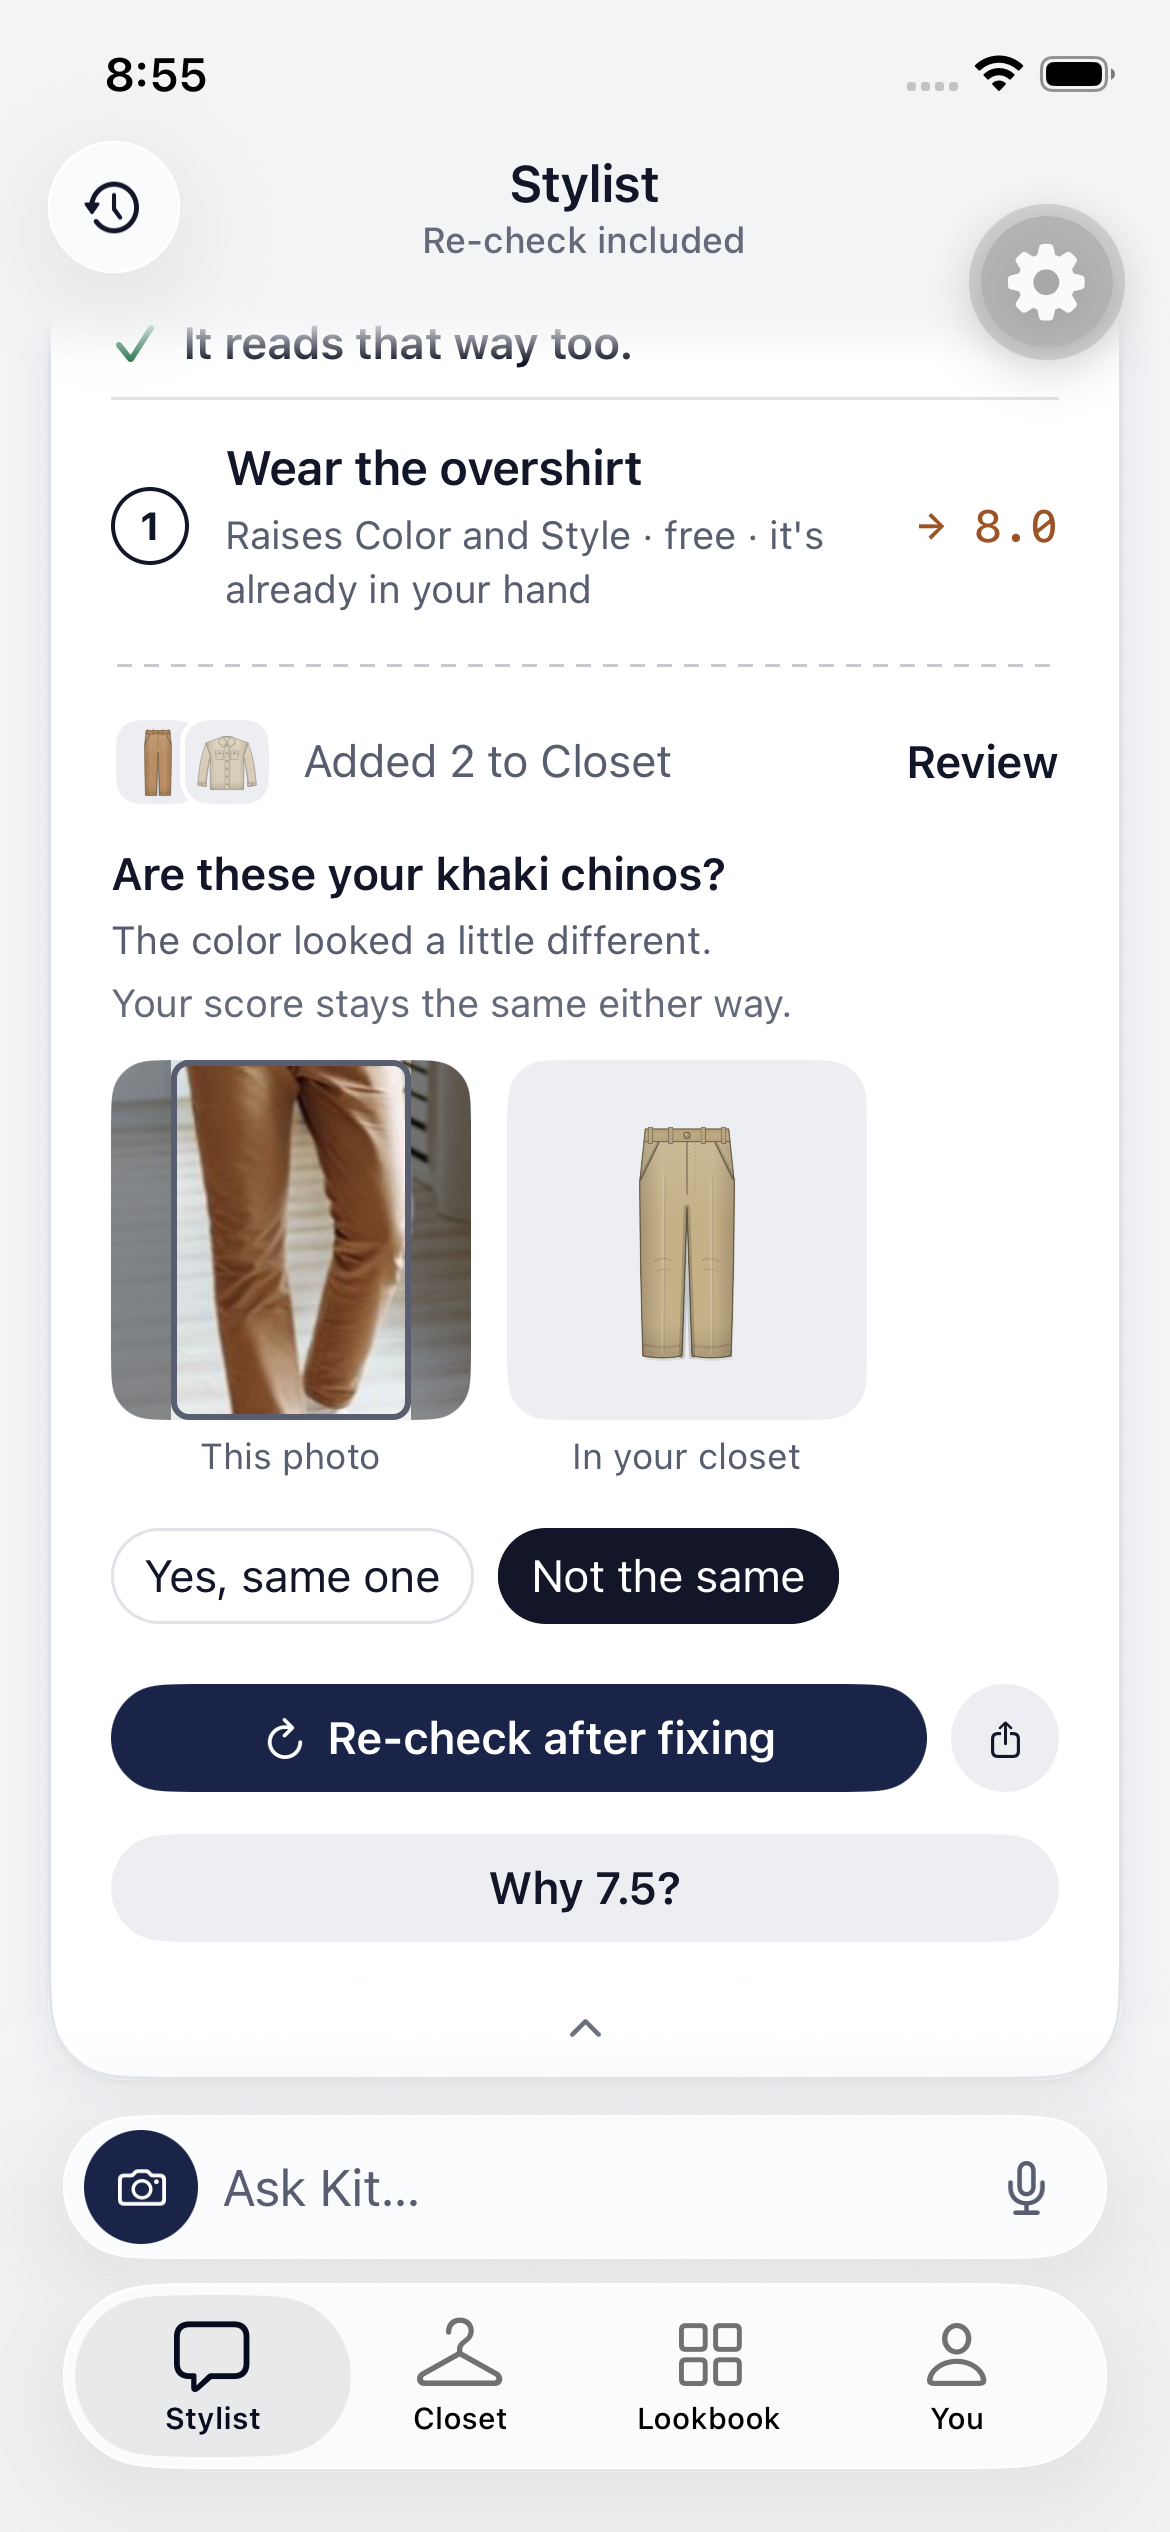 8:55
Stylist
Re-check included
It reads that way too.
1
Wear the overshirt
Raises Color and Style · free · it's
already in your hand
→ 8.0
Added 2 to Closet
Review
Are these your khaki chinos?
The color looked a little different.
Your score stays the same either way.
This photo
In your closet
Yes, same one
Not the same
Re-check after fixing
Why 7.5?
Ask Kit...
Stylist
Closet
Lookbook
You